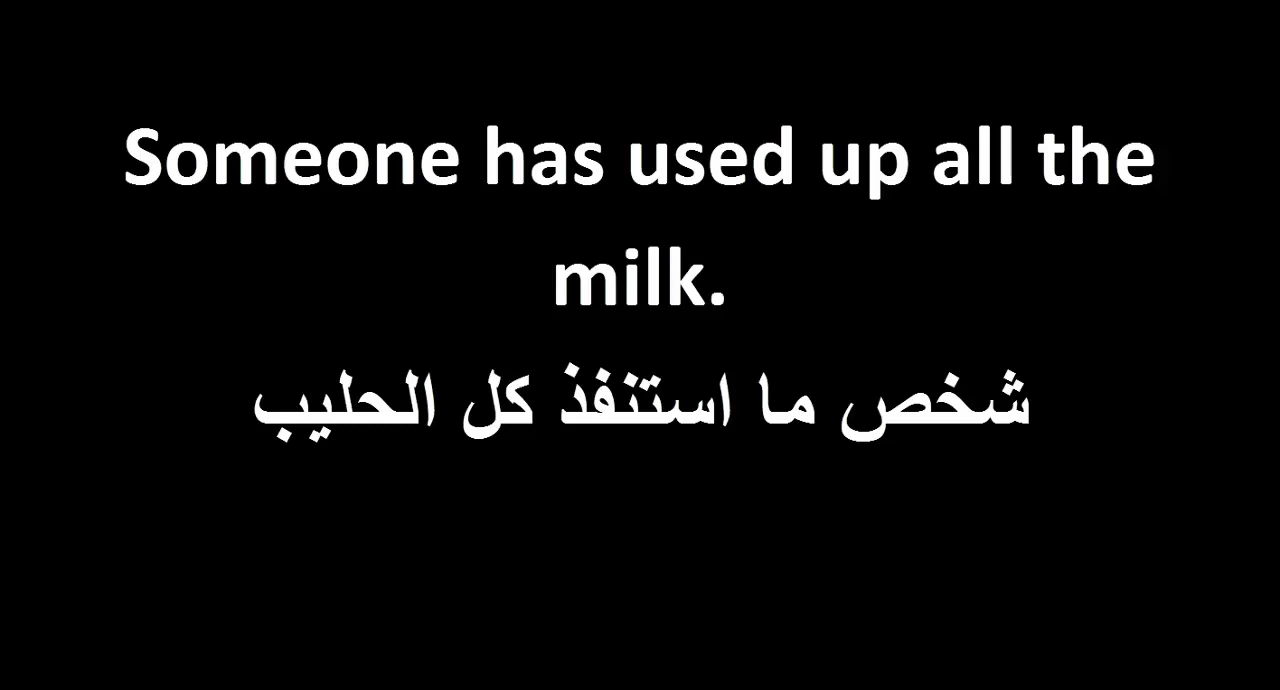 Someone has used up all the
milk.
شخص ما استنفذ كل الحليب